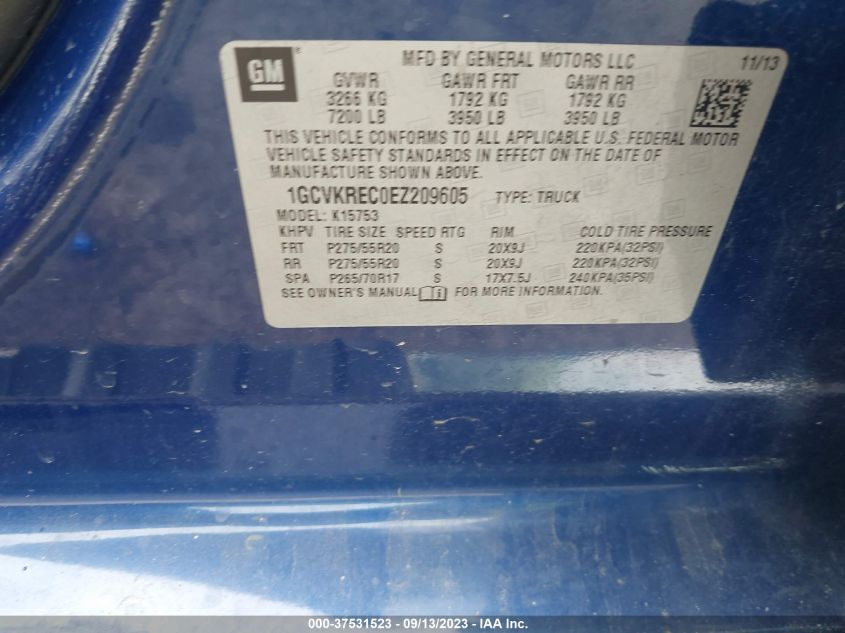 GM
MFD BY GENERAL MOTORS LLC 11/13
GVWR GAWR FRT GAWR RR
3266 KG 1792 KG 1792 KG
7200 LB 3950 LB 3950 LB
THIS VEHICLE CONFORMS TO ALL APPLICABLE U.S. FEDERAL MOTOR
VEHICLE SAFETY STANDARDS IN EFFECT ON THE DATE OF
MANUFACTURE SHOWN ABOVE.
1GCVKREC0EZ209605 TYPE: TRUCK
MODEL: K15753
KHPV TIRE SIZE SPEED RTG RIM COLD TIRE PRESSURE
FRT P275/55R20 S 20X9J 220KPA(32PSI)
RR P275/55R20 S 20X9J 220KPA(32PSI)
SPA P265/70R17 S 17X7.5J 240KPA(35PSI)
SEE OWNER'S MANUAL FOR MORE INFORMATION.
000-37531523 - 09/13/2023 - IAA Inc.